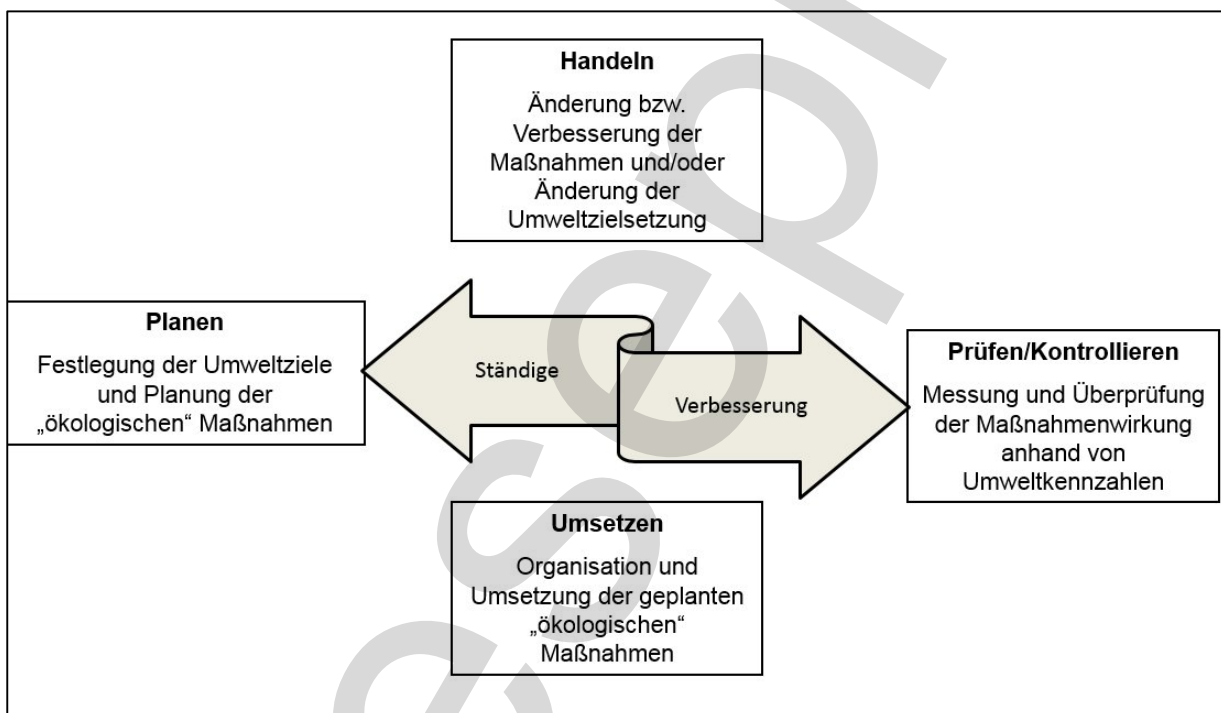 Handeln
Änderung bzw.
Verbesserung der
Maßnahmen und/oder
Änderung der
Umweltzielsetzung
Planen
Festlegung der Umweltziele
und Planung der
„ökologischen“ Maßnahmen
Ständige
Verbesserung
Prüfen/Kontrollieren
Messung und Überprüfung
der Maßnahmenwirkung
anhand von
Umweltkennzahlen
Umsetzen
Organisation und
Umsetzung der geplanten
„ökologischen“
Maßnahmen